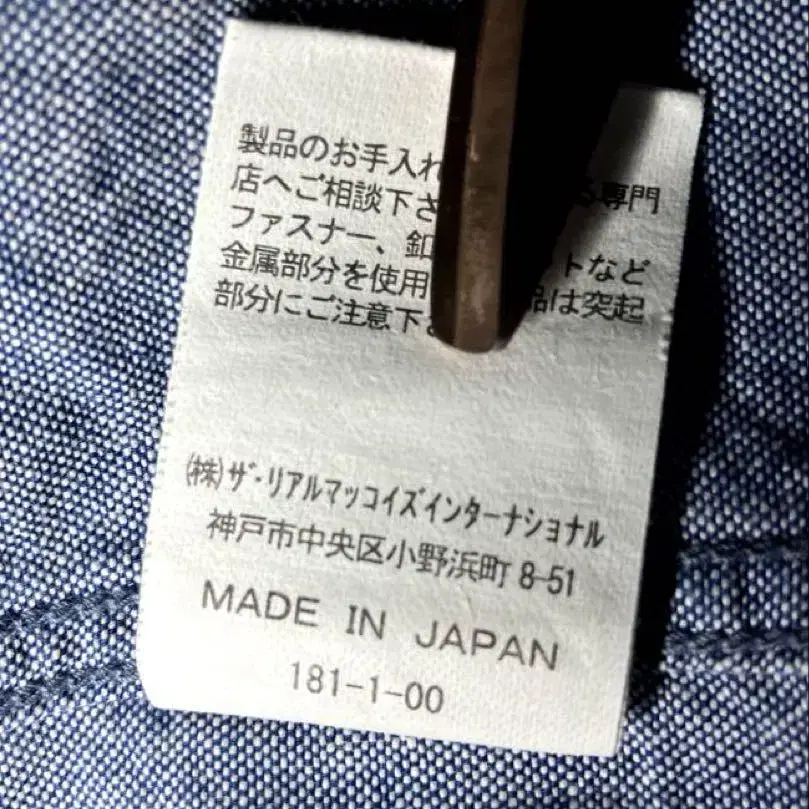 製品のお手入れ る専門
店へご相談下さ
ファスナー、釦 トなど
金属部分を使用 品は突起
部分にご注意下さ
㈱ザ・リアルマッコイズインターナショナル
神戸市中央区小野浜町 8-51
MADE IN JAPAN
181-1-00